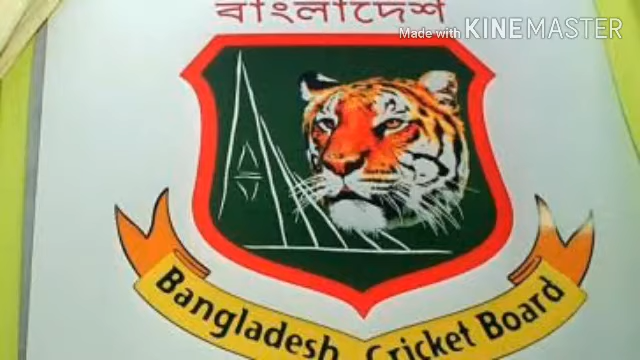 বাংলাদেশ
Made with KINEMASTER
Bangladesh Cricket Board